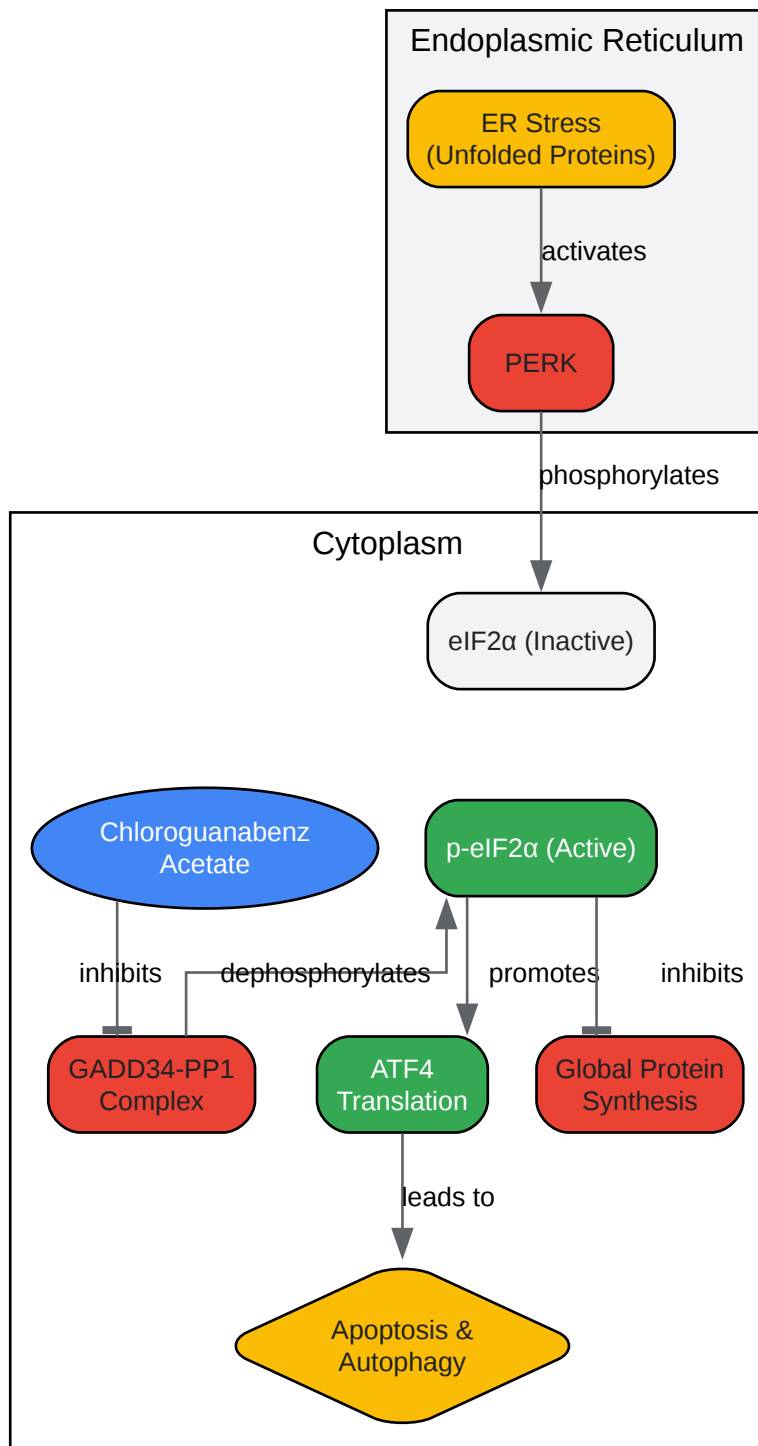 Endoplasmic Reticulum
ER Stress
(Unfolded Proteins)
activates
PERK
phosphorylates
Cytoplasm
eIF2α (Inactive)
Chloroguanabenz
Acetate
p-eIF2α (Active)
inhibits
dephosphorylates
promotes
inhibits
GADD34-PP1
Complex
ATF4
Translation
Global Protein
Synthesis
leads to
Apoptosis &
Autophagy